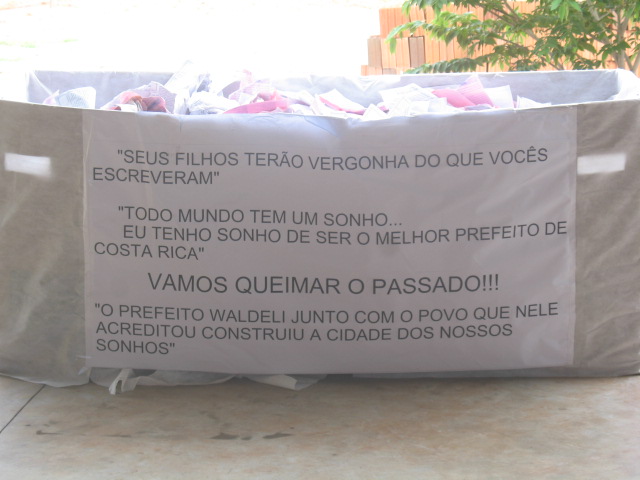 "SEUS FILHOS TERÃO VERGONHA DO QUE VOCÊS
ESCREVERAM"
"TODO MUNDO TEM UM SONHO...
EU TENHO SONHO DE SER O MELHOR PREFEITO DE
COSTA RICA"
VAMOS QUEIMAR O PASSADO!!!
"O PREFEITO WALDELI JUNTO COM O POVO QUE NELE
ACREDITOU CONSTRUIU A CIDADE DOS NOSSOS
SONHOS"